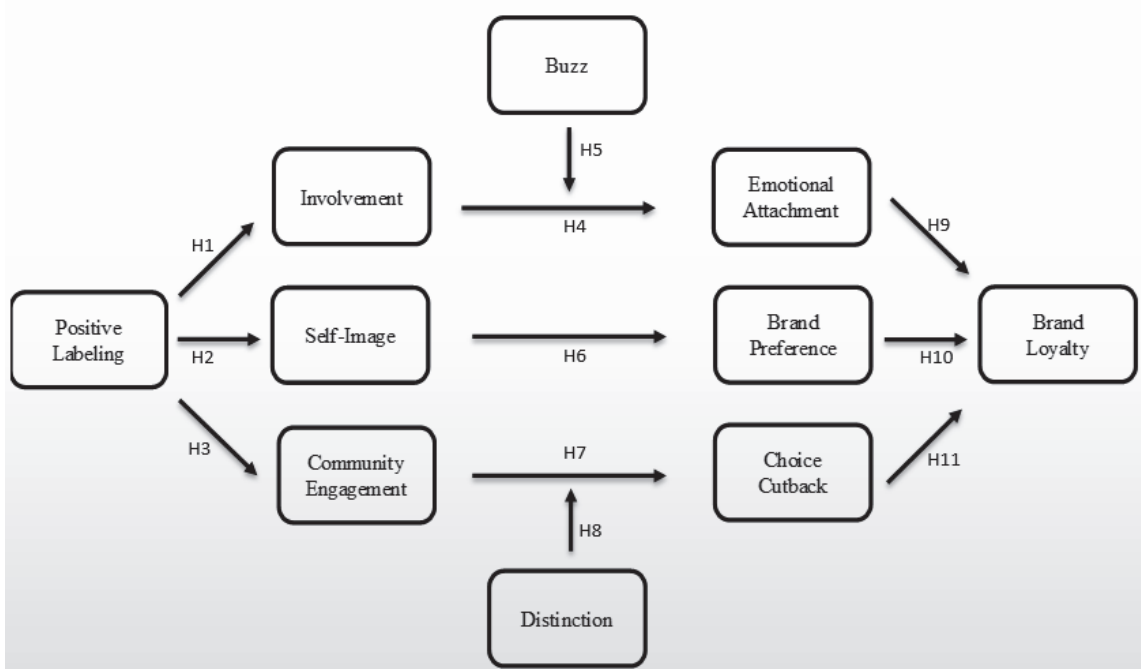 Buzz
H5
Involvement
Emotional
Attachment
H4
H1
H9
Positive
Labeling
H2
Self-Image
H6
Brand
Preference
H10
Brand
Loyalty
H3
Community
Engagement
H7
Choice
Cutback
H11
H8
Distinction